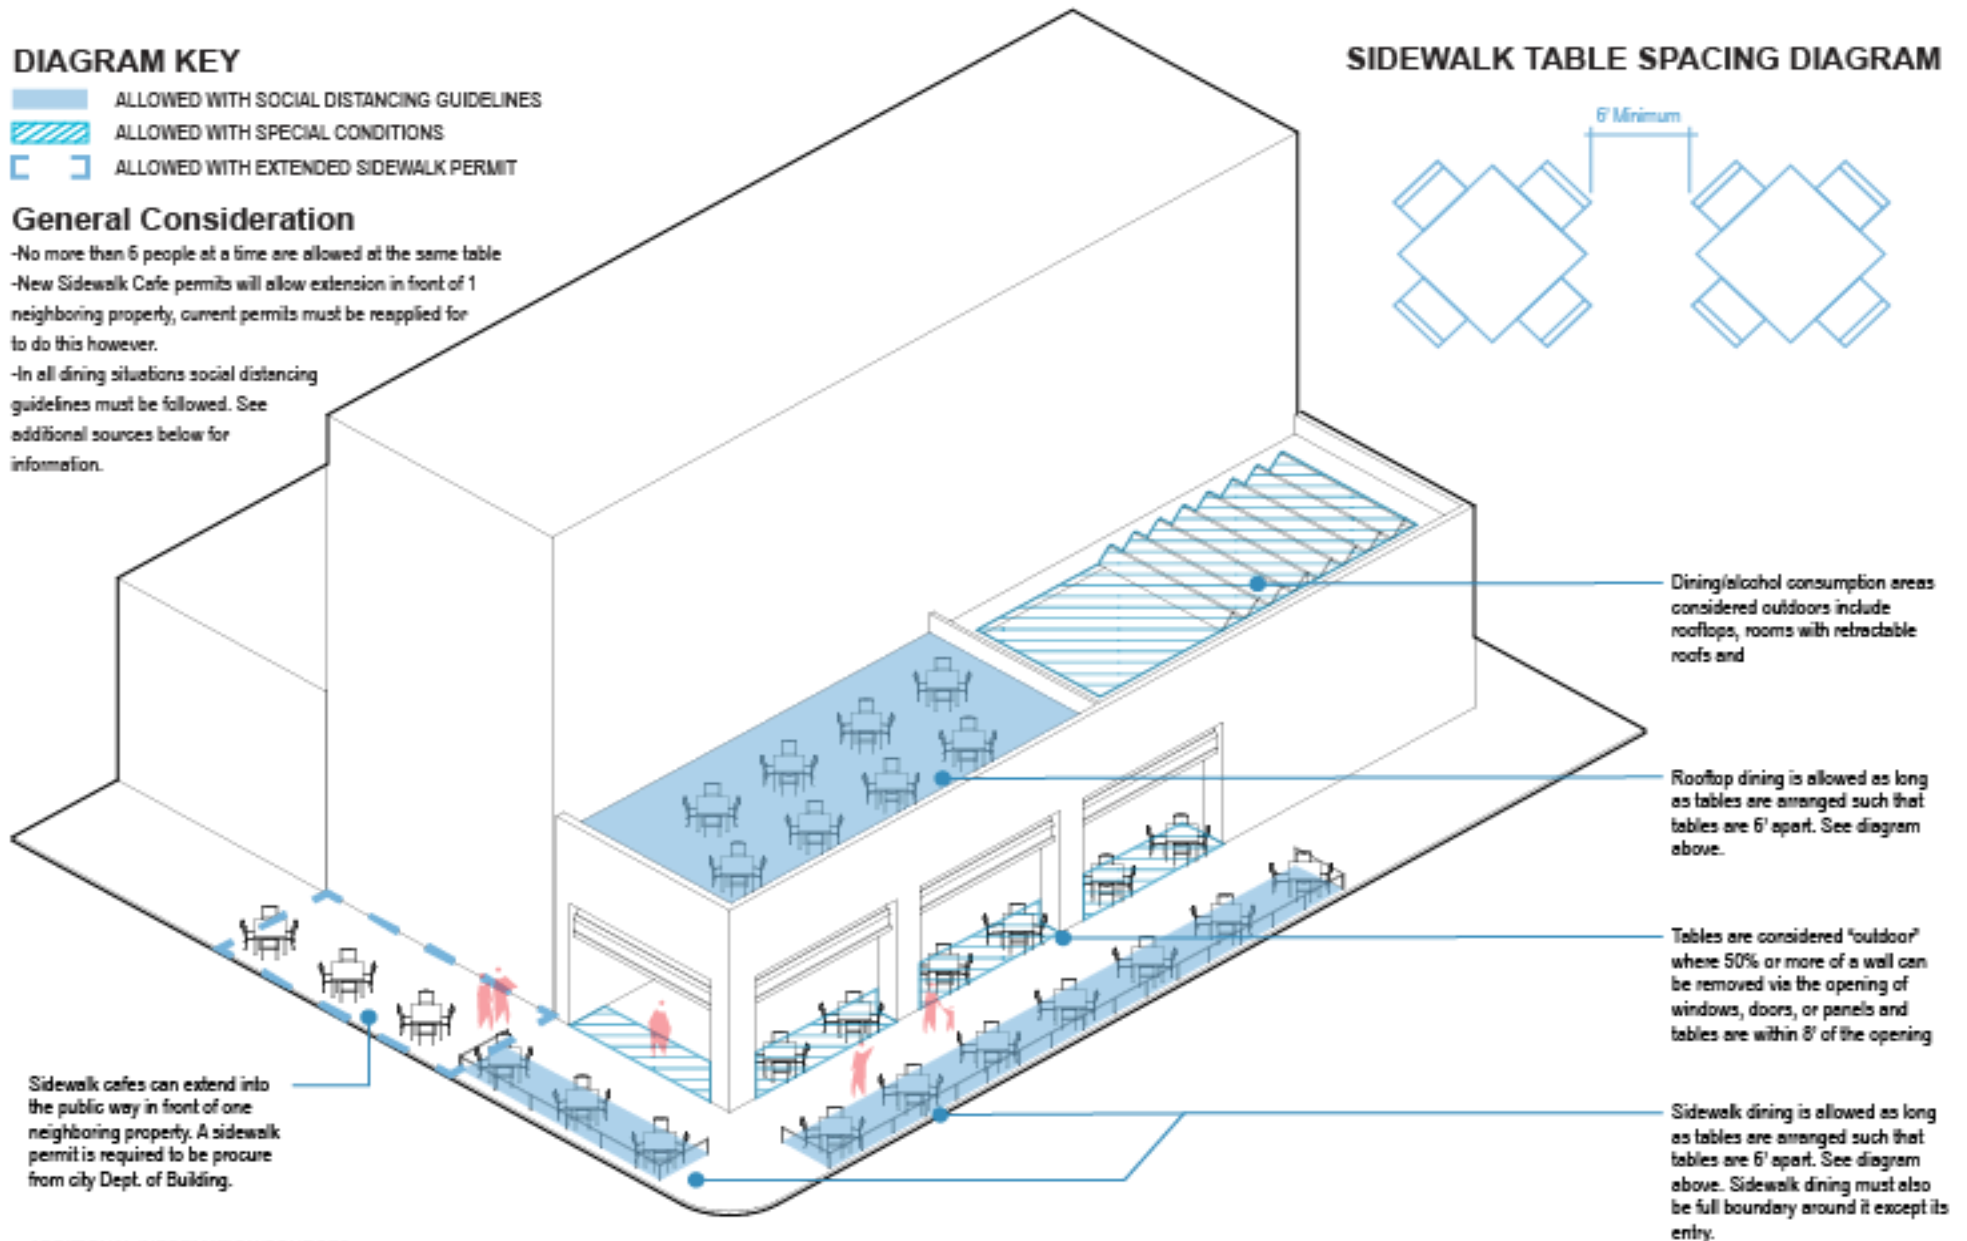 DIAGRAM KEY
ALLOWED WITH SOCIAL DISTANCING GUIDELINES
ALLOWED WITH SPECIAL CONDITIONS
ALLOWED WITH EXTENDED SIDEWALK PERMIT
General Consideration
-No more than 6 people at a time are allowed at the same table
-New Sidewalk Cafe permits will allow extension in front of 1
neighboring property, current permits must be reapplied for
to do this however.
-In all dining situations social distancing
guidelines must be followed. See
additional sources below for
information.
SIDEWALK TABLE SPACING DIAGRAM
6' Minimum
Dining/alcohol consumption areas
considered outdoors include
rooftops, rooms with retractable
roofs and
Rooftop dining is allowed as long
as tables are arranged such that
tables are 6' apart. See diagram
above.
Tables are considered "outdoor"
where 50% or more of a wall can
be removed via the opening of
windows, doors, or panels and
tables are within 8' of the opening
Sidewalk cafes can extend into
the public way in front of one
neighboring property. A sidewalk
permit is required to be procure
from city Dept. of Building.
Sidewalk dining is allowed as long
as tables are arranged such that
tables are 6' apart. See diagram
above. Sidewalk dining must also
be full boundary around it except its
entry.